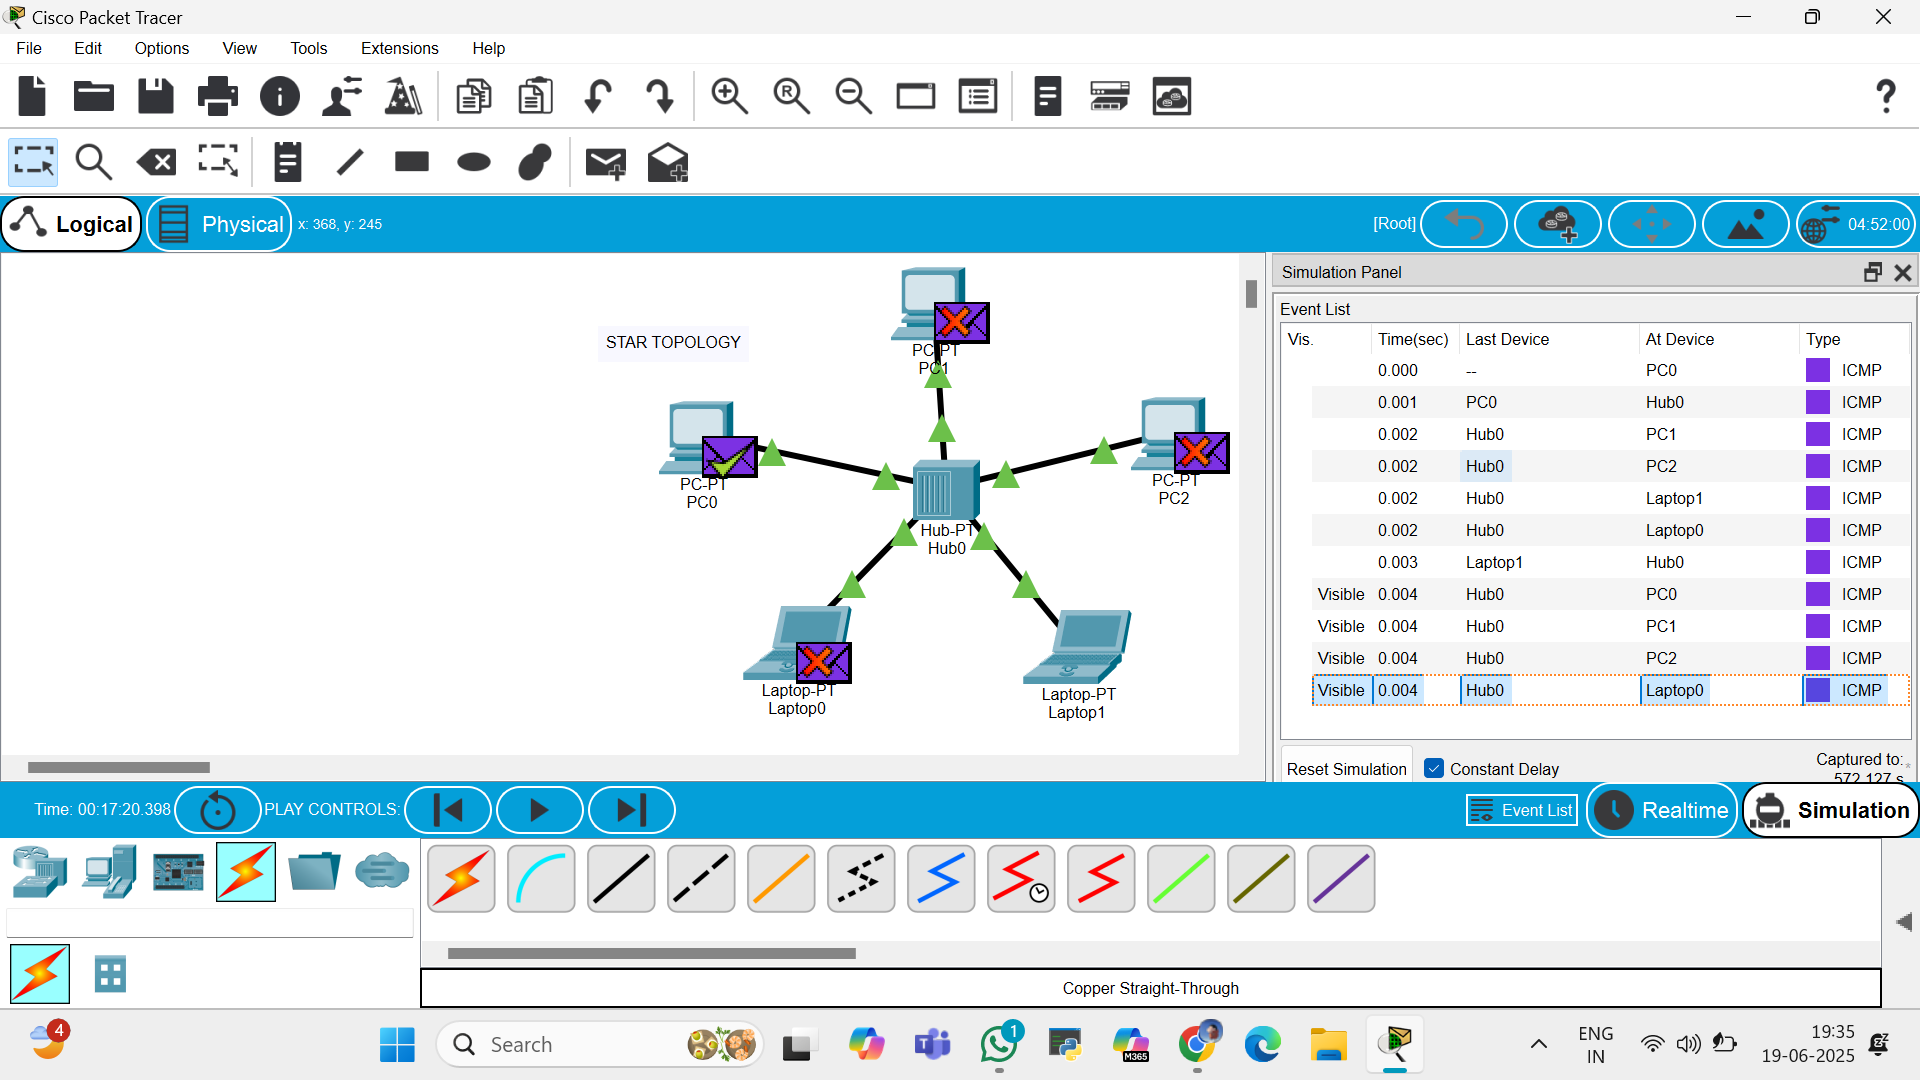 Cisco Packet Tracer
File Edit Options View Tools Extensions Help
Logical Physical x: 368, y: 245 [Root] 04:52:00
STAR TOPOLOGY
PC-PT
PC1
PC-PT
PC0
PC-PT
PC2
Hub-PT
Hub0
Laptop-PT
Laptop0
Laptop-PT
Laptop1
Simulation Panel
Event List
Vis. Time(sec) Last Device At Device Type
0.000 -- PC0 ICMP
0.001 PC0 Hub0 ICMP
0.002 Hub0 PC1 ICMP
0.002 Hub0 PC2 ICMP
0.002 Hub0 Laptop1 ICMP
0.002 Hub0 Laptop0 ICMP
0.003 Laptop1 Hub0 ICMP
Visible 0.004 Hub0 PC0 ICMP
Visible 0.004 Hub0 PC1 ICMP
Visible 0.004 Hub0 PC2 ICMP
Visible 0.004 Hub0 Laptop0 ICMP
Reset Simulation Constant Delay Captured to: *
572.127 s
Time: 00:17:20.398 PLAY CONTROLS: Event List Realtime Simulation
Copper Straight-Through
4
Search
1
M365
ENG
IN
19:35
19-06-2025